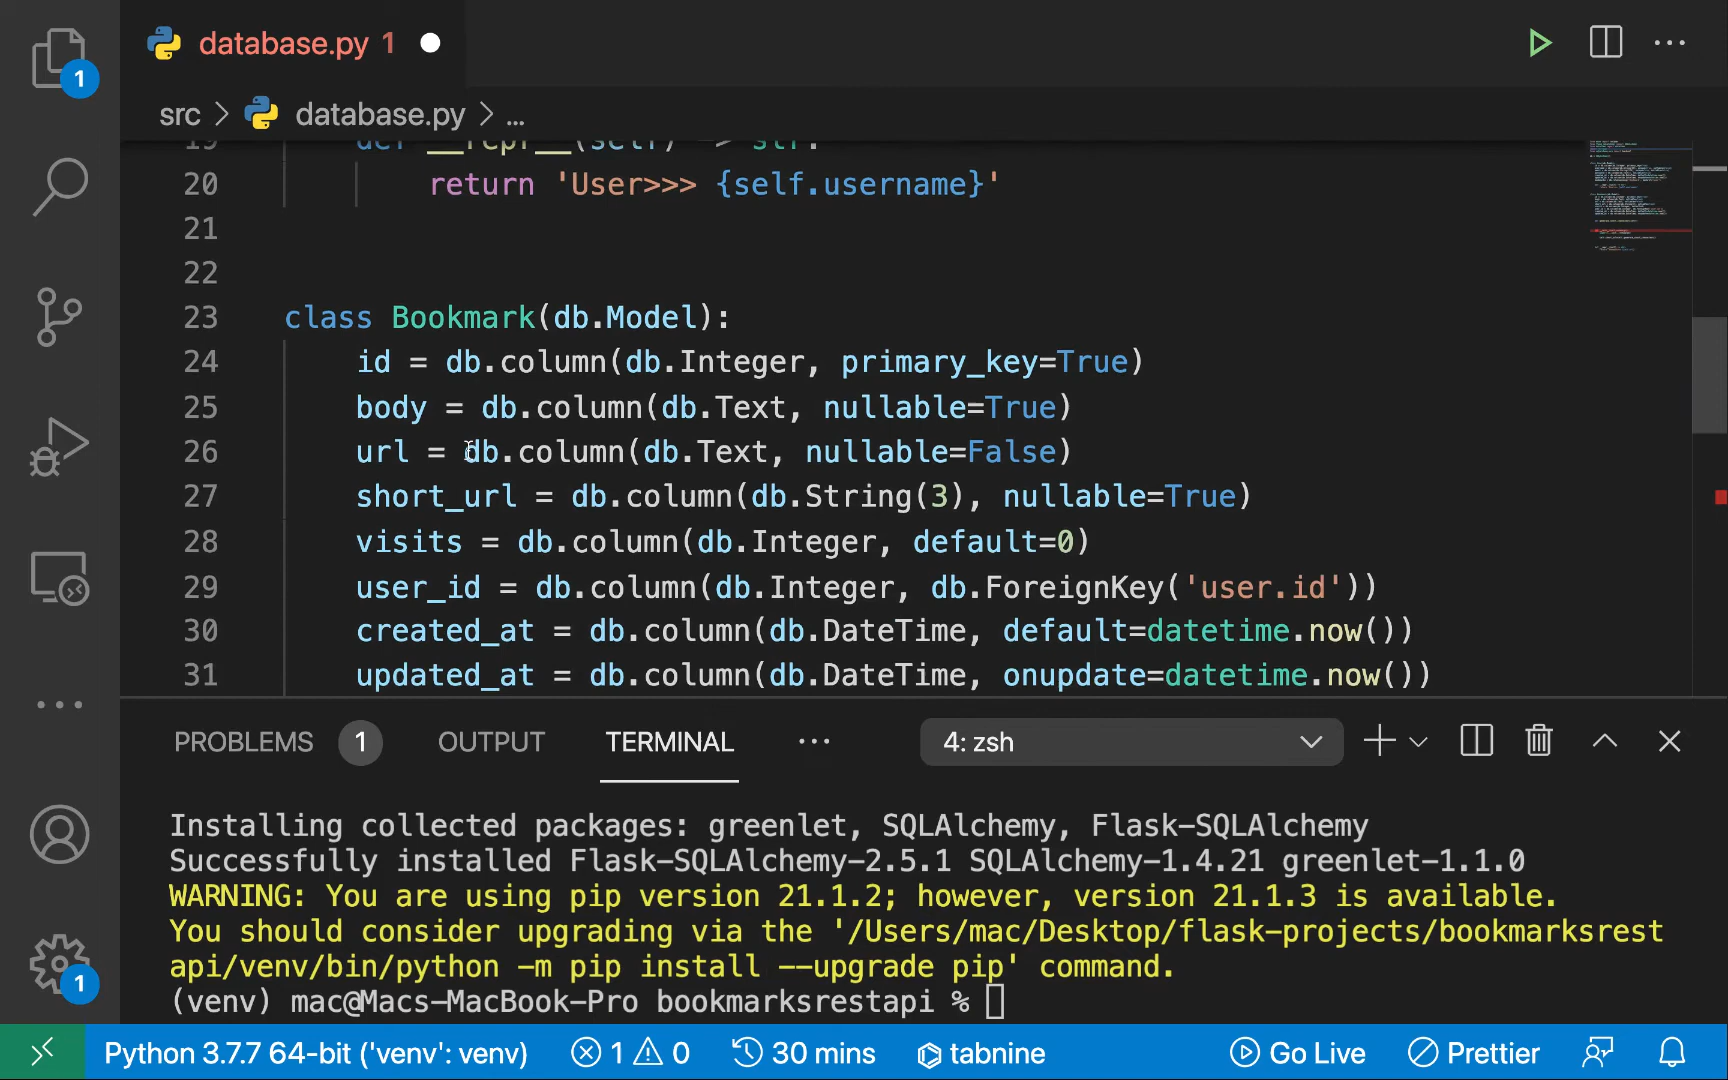 database.py 1
src > database.py > ...
19 def __repr__(self) -> str:
20 return 'User>>> {self.username}'
21
22
23 class Bookmark(db.Model):
24 id = db.column(db.Integer, primary_key=True)
25 body = db.column(db.Text, nullable=True)
26 url = db.column(db.Text, nullable=False)
27 short_url = db.column(db.String(3), nullable=True)
28 visits = db.column(db.Integer, default=0)
29 user_id = db.column(db.Integer, db.ForeignKey('user.id'))
30 created_at = db.column(db.DateTime, default=datetime.now())
31 updated_at = db.column(db.DateTime, onupdate=datetime.now())
PROBLEMS 1 OUTPUT TERMINAL ... 4: zsh
Installing collected packages: greenlet, SQLAlchemy, Flask-SQLAlchemy
Successfully installed Flask-SQLAlchemy-2.5.1 SQLAlchemy-1.4.21 greenlet-1.1.0
WARNING: You are using pip version 21.1.2; however, version 21.1.3 is available.
You should consider upgrading via the '/Users/mac/Desktop/flask-projects/bookmarksrest
api/venv/bin/python -m pip install --upgrade pip' command.
(venv) mac@Macs-MacBook-Pro bookmarksrestapi %
Python 3.7.7 64-bit ('venv': venv) 1 0 30 mins tabnine Go Live Prettier
1
1